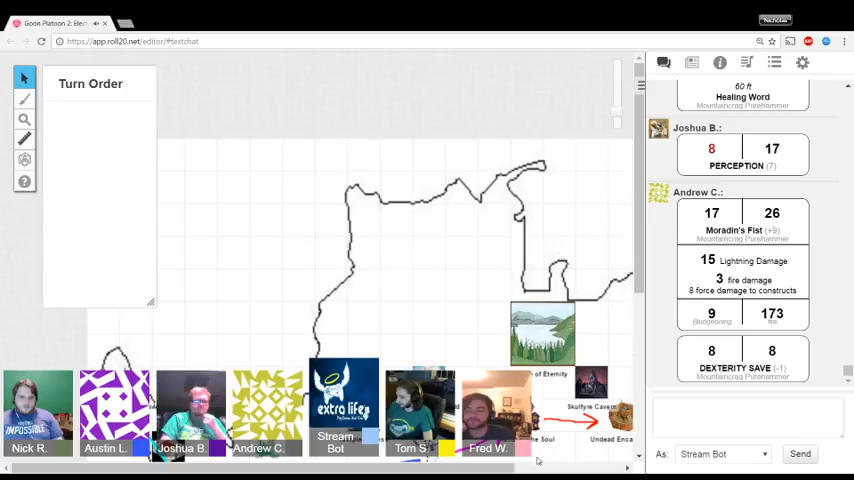 Goon Platoon 2: Elem
Nicholas
https://app.roll20.net/editor/#textchat
Turn Order
60 ft
Healing Word
Mountaincrag Purehammer
Joshua B.:
8 17
PERCEPTION (7)
Andrew C.:
17 26
Moradin's Fist (+9)
Mountaincrag Purehammer
15 Lightning Damage
3 fire damage
8 force damage to constructs
9 173
Bludgeoning fire
8 8
DEXTERITY SAVE (-1)
Mountaincrag Purehammer
of Eternity
Skulfyre Cavern
he Soul
Undead Enca
IMPOSSIBLE
extra life
Nick R.
Austin L.
Joshua B.
Andrew C.
Stream
Bot
Tom S.
Fred W.
As:
Stream Bot
Send